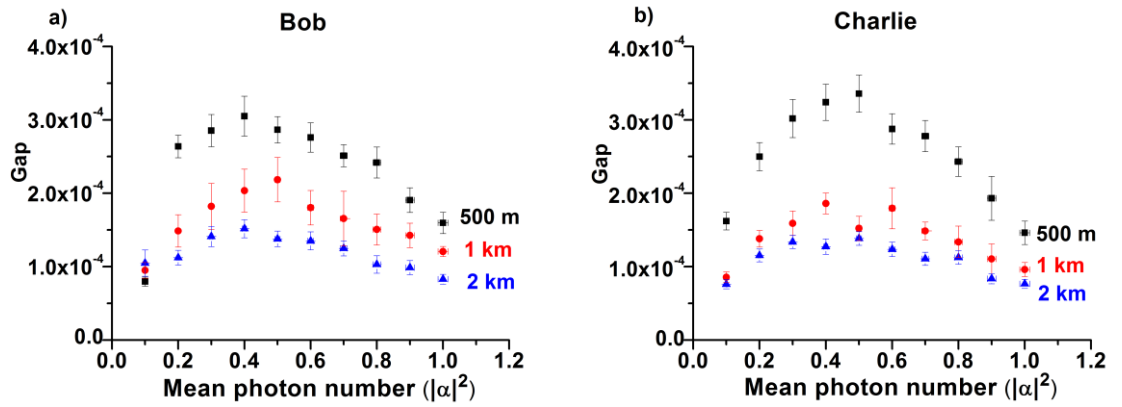 a) Bob
4.0x10⁻⁴
3.0x10⁻⁴
2.0x10⁻⁴
1.0x10⁻⁴
0.0
Gap
500 m
1 km
2 km
0.0 0.2 0.4 0.6 0.8 1.0 1.2
Mean photon number (|α|²)
b) Charlie
4.0x10⁻⁴
3.0x10⁻⁴
2.0x10⁻⁴
1.0x10⁻⁴
0.0
Gap
500 m
1 km
2 km
0.0 0.2 0.4 0.6 0.8 1.0 1.2
Mean photon number (|α|²)